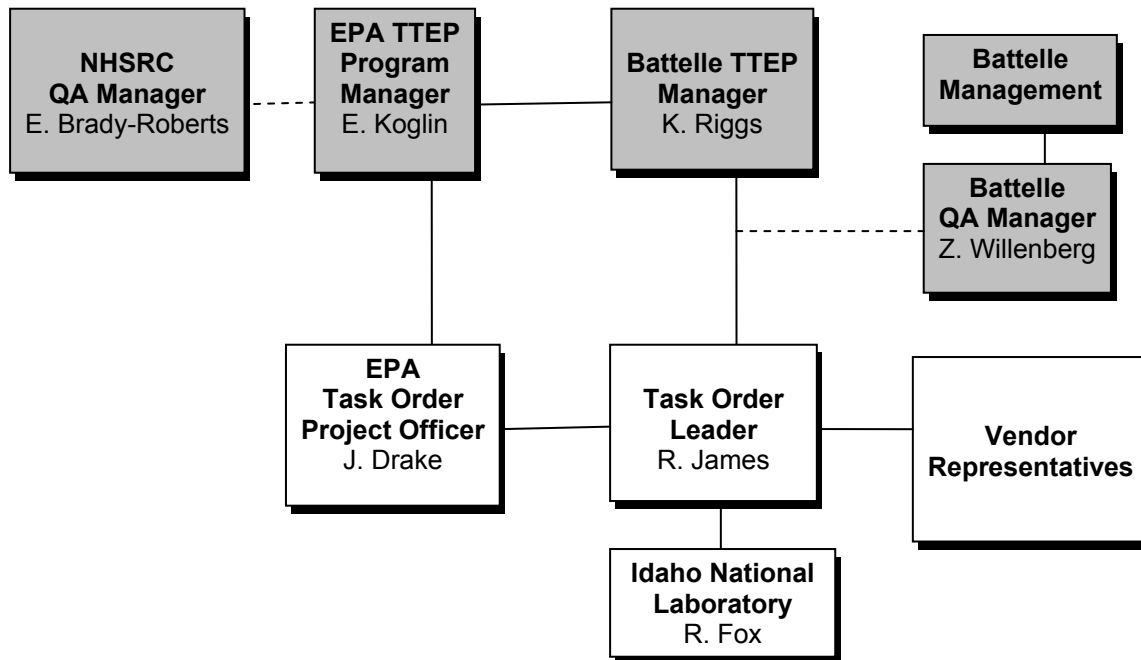 NHSRC
QA Manager
E. Brady-Roberts
EPA TTEP
Program
Manager
E. Koglin
Battelle TTEP
Manager
K. Riggs
Battelle
Management
Battelle
QA Manager
Z. Willenberg
EPA
Task Order
Project Officer
J. Drake
Task Order
Leader
R. James
Vendor
Representatives
Idaho National
Laboratory
R. Fox